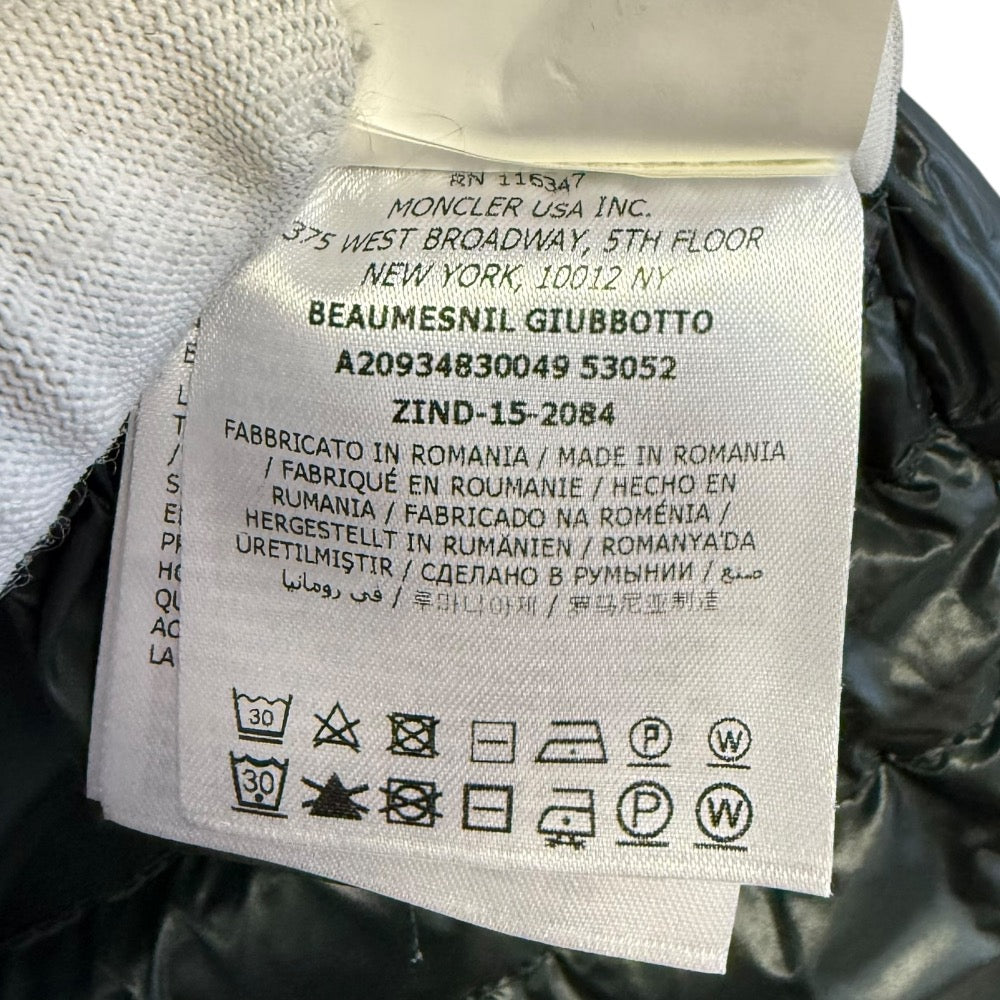 RN 116347
MONCLER USA INC.
375 WEST BROADWAY, 5TH FLOOR
NEW YORK, 10012 NY
BEAUMESNIL GIUBBOTTO
A20934830049 53052
ZIND-15-2084
FABBRICATO IN ROMANIA / MADE IN ROMANIA
/ FABRIQUÉ EN ROUMANIE / HECHO EN
RUMANIA / FABRICADO NA ROMÉNIA /
HERGESTELLT IN RUMÄNIEN / ROMANYA'DA
ÜRETILMIŞTIR / СДЕЛАНО В РУМЫНИИ / صنع
في رومانيا / 루마니아제 / 罗马尼亚制造
30
P
W
30
P
W